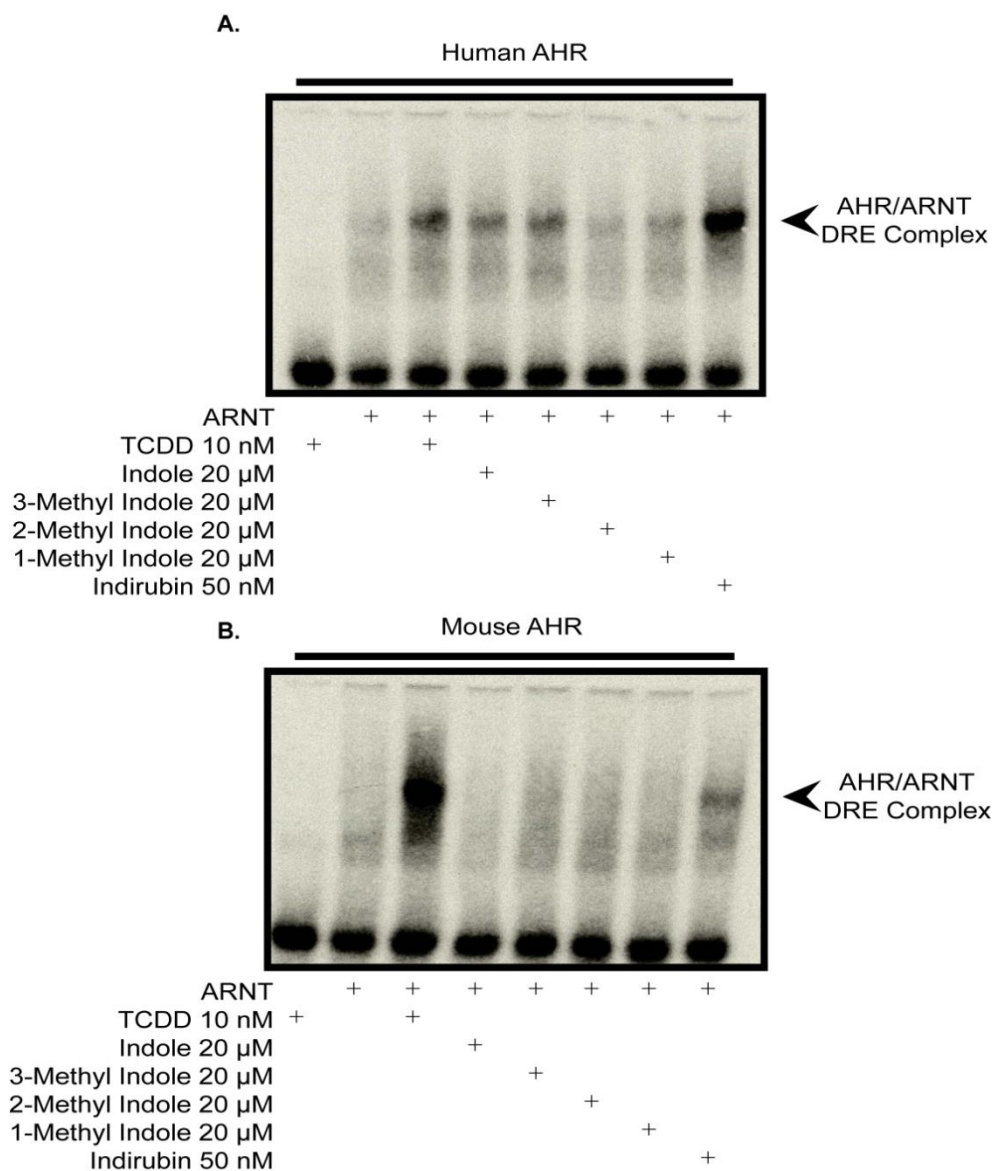 A.
Human AHR
AHR/ARNT
DRE Complex
ARNT + + + + + + +
TCDD 10 nM + +
Indole 20 µM +
3-Methyl Indole 20 µM +
2-Methyl Indole 20 µM +
1-Methyl Indole 20 µM +
Indirubin 50 nM +
B.
Mouse AHR
AHR/ARNT
DRE Complex
ARNT + + + + + + +
TCDD 10 nM + +
Indole 20 µM +
3-Methyl Indole 20 µM +
2-Methyl Indole 20 µM +
1-Methyl Indole 20 µM +
Indirubin 50 nM +